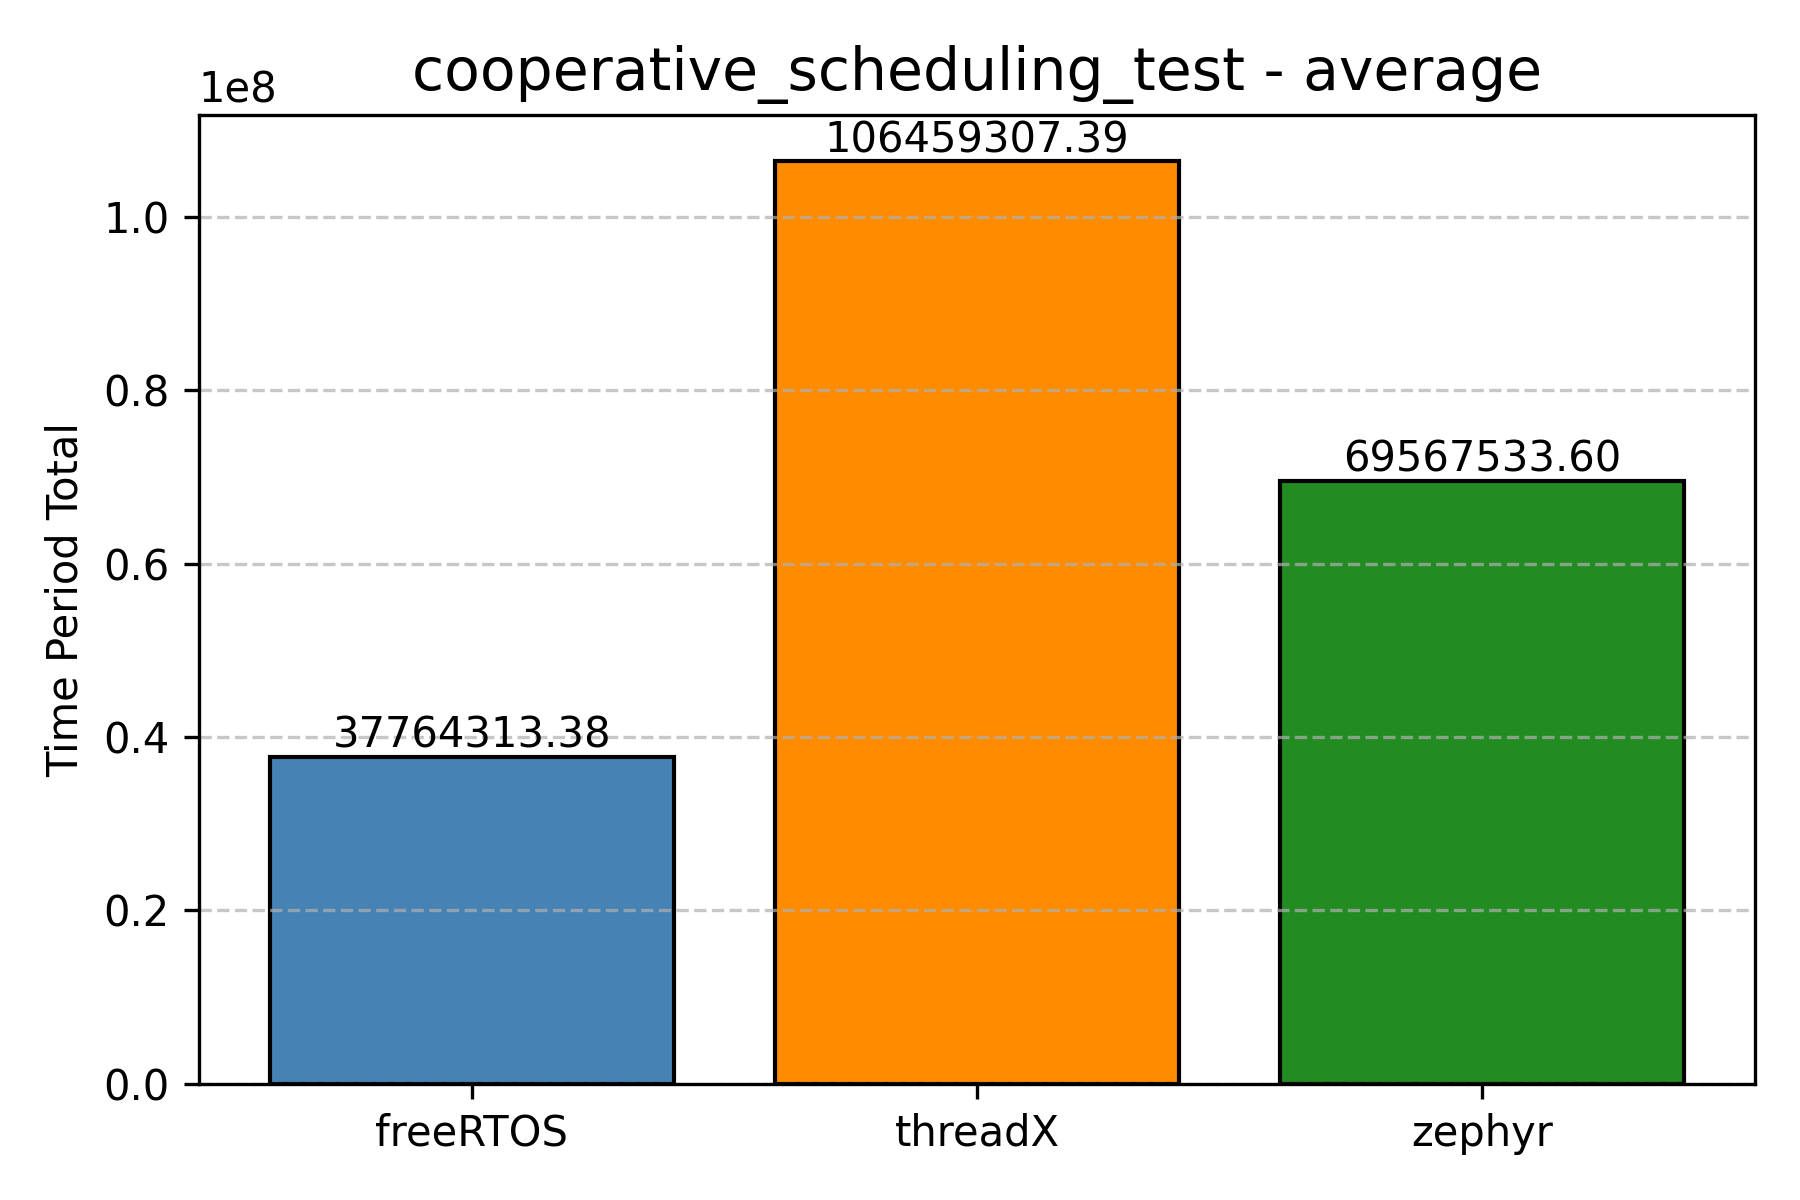 cooperative_scheduling_test - average
1e8
Time Period Total
1.0
0.8
0.6
0.4
0.2
0.0
37764313.38
106459307.39
69567533.60
freeRTOS
threadX
zephyr